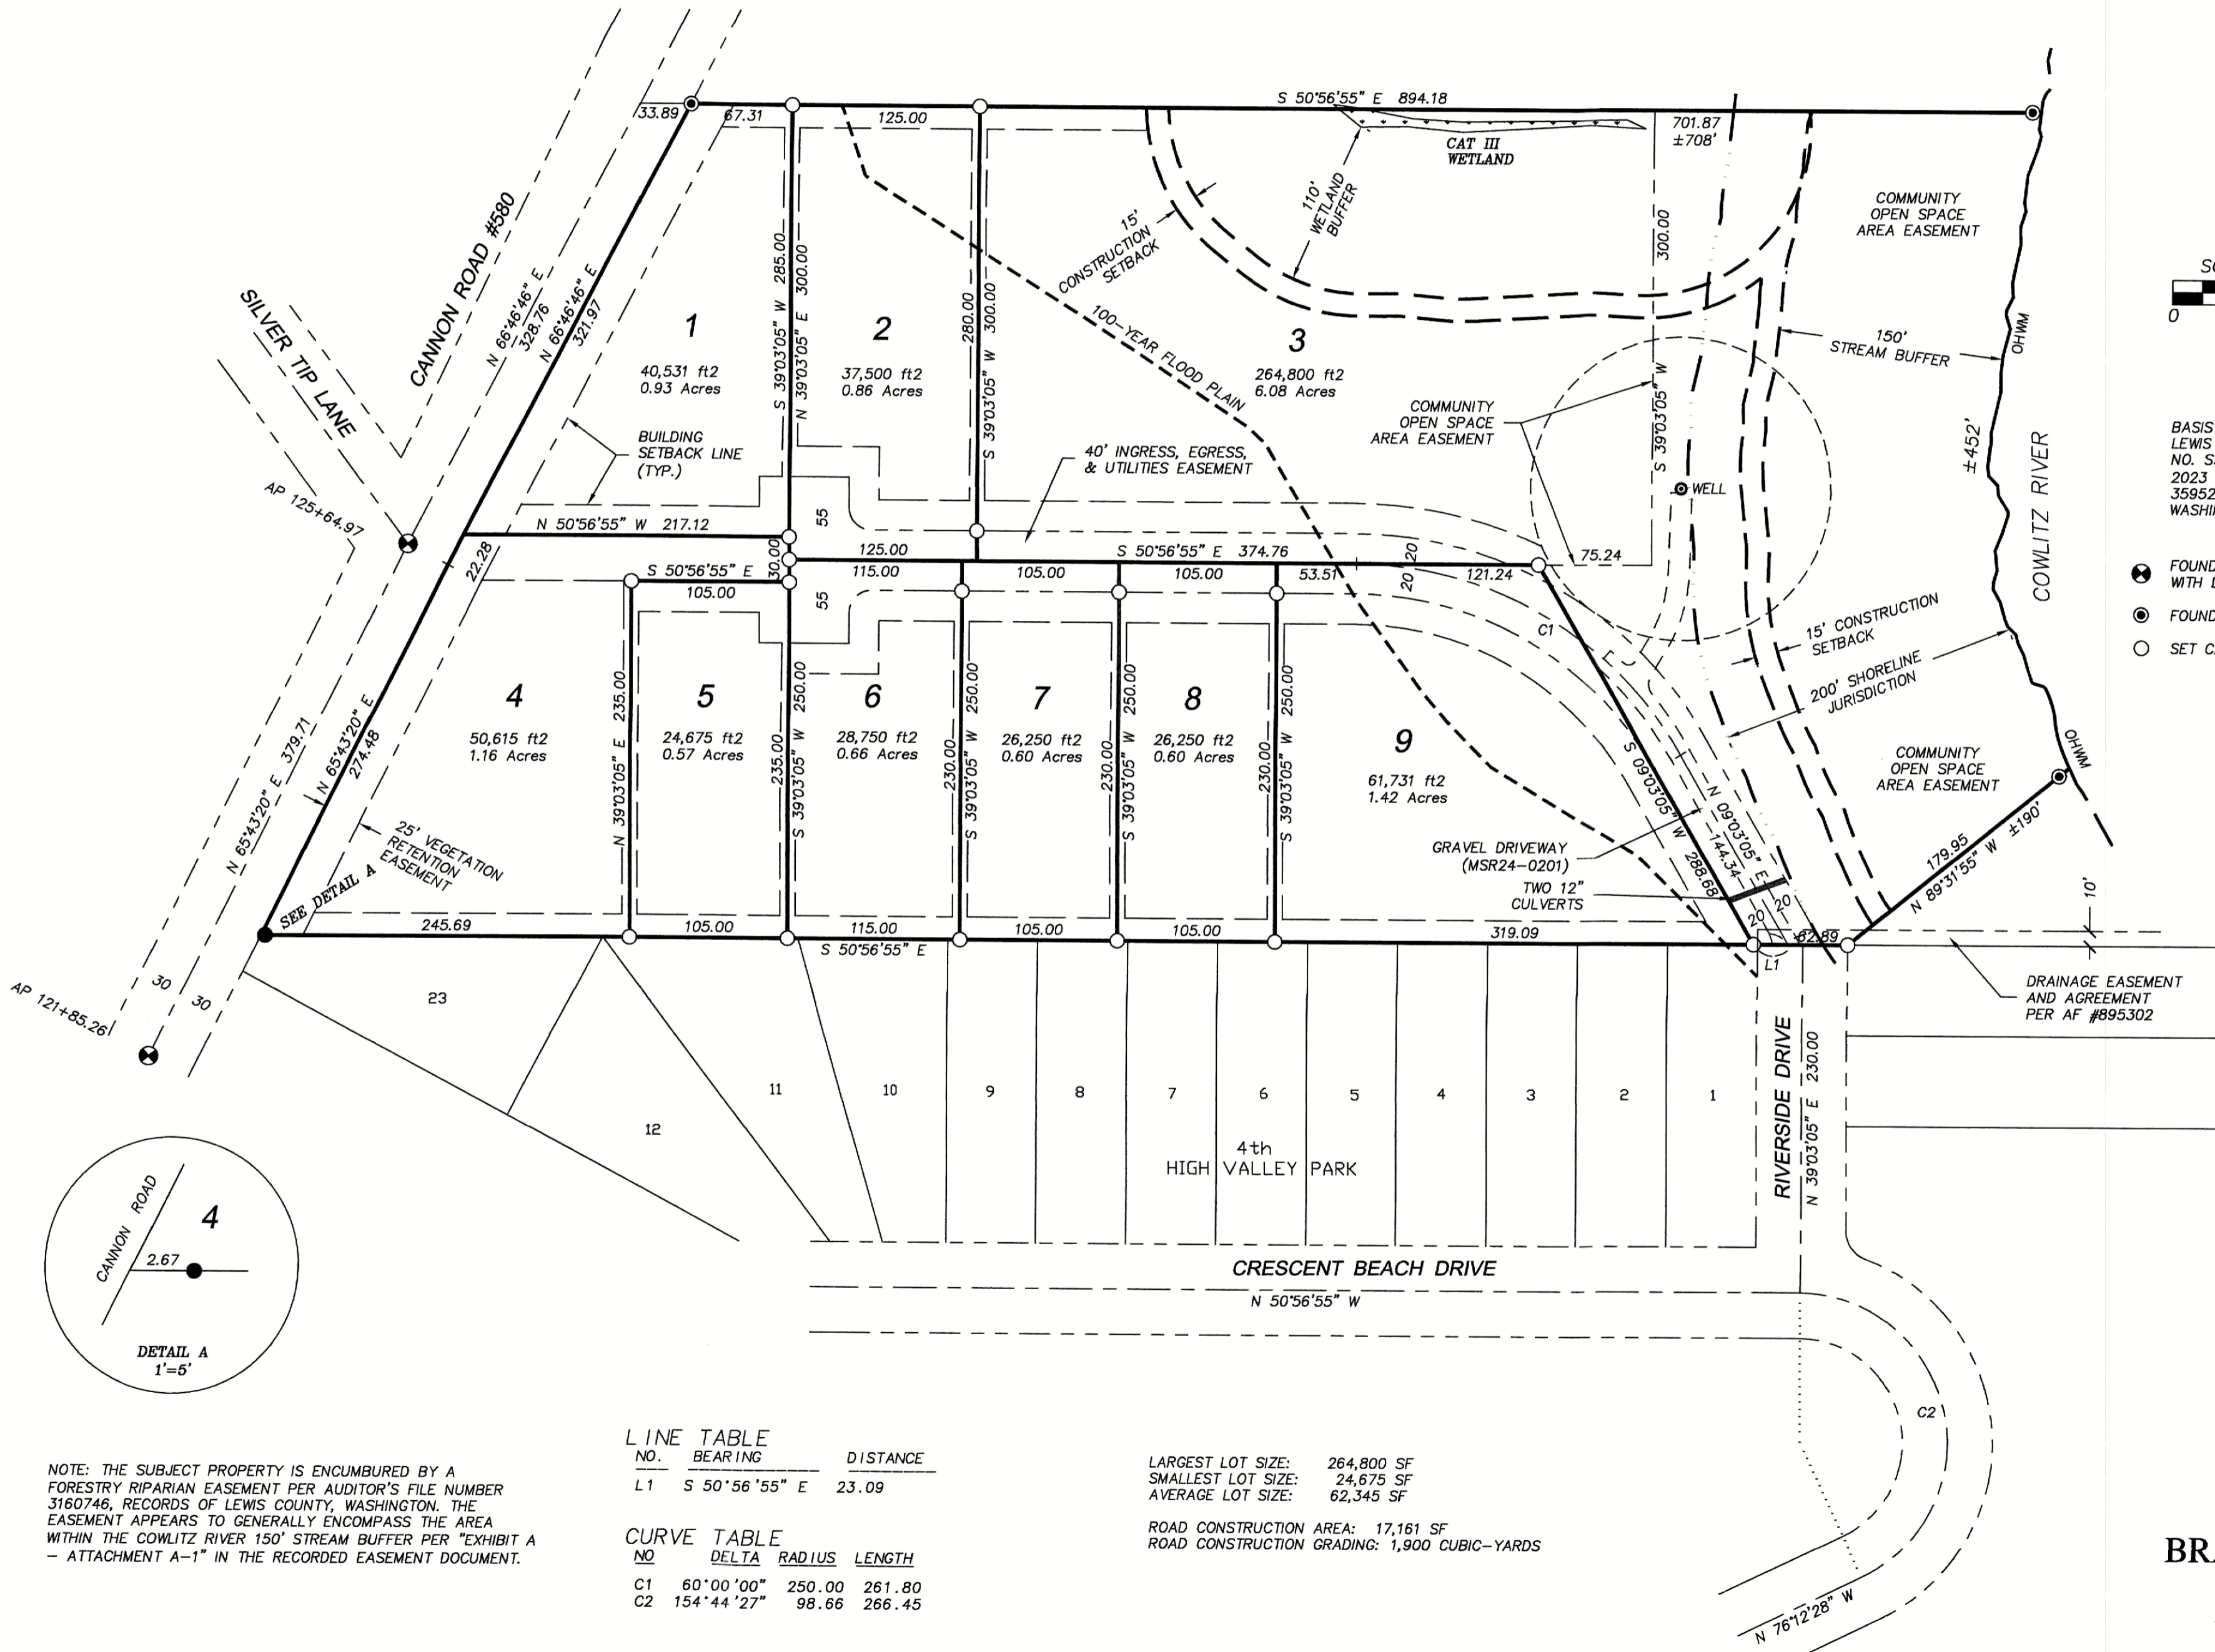 S 50°56'55" E 894.18
33.89
67.31
125.00
701.87
±708'
CAT III
WETLAND
COMMUNITY
OPEN SPACE
AREA EASEMENT
110'
WETLAND
BUFFER
15'
CONSTRUCTION
SETBACK
300.00
S 39°03'05" W
CANNON ROAD #580
SILVER TIP LANE
N 66°46'46" E
328.76
N 66°46'46" E
321.97
S 39°03'05" W 285.00
N 39°03'05" E 300.00
280.00
S 39°03'05" W 300.00
1
40,531 ft2
0.93 Acres
2
37,500 ft2
0.86 Acres
3
264,800 ft2
6.08 Acres
100-YEAR FLOOD PLAIN
150'
STREAM BUFFER
OHWM
0
±452'
COWLITZ RIVER
COMMUNITY
OPEN SPACE
AREA EASEMENT
BUILDING
SETBACK LINE
(TYP.)
40' INGRESS, EGRESS,
& UTILITIES EASEMENT
WELL
BASIS
LEWIS
2023
AP 125+64.97
N 50°56'55" W 217.12
55
30.00
125.00
S 50°56'55" E 374.76
20
20
75.24
22.28
S 50°56'55" E
105.00
55
115.00
105.00
105.00
53.51
121.24
C1
FOUND
WITH
FOUND
SET
15' CONSTRUCTION
SETBACK
200' SHORELINE
JURISDICTION
4
50,615 ft2
1.16 Acres
N 39°03'05" E 235.00
5
24,675 ft2
0.57 Acres
235.00
S 39°03'05" W 250.00
6
28,750 ft2
0.66 Acres
230.00
S 39°03'05" W 250.00
7
26,250 ft2
0.60 Acres
230.00
S 39°03'05" W 250.00
8
26,250 ft2
0.60 Acres
230.00
S 39°03'05" W 250.00
9
61,731 ft2
1.42 Acres
S 09°03'05" W 288.68
N 09°03'05" E
144.34
COMMUNITY
OPEN SPACE
AREA EASEMENT
OHWM
N 65°43'20" E 379.71
N 65°43'20" E
274.48
25' VEGETATION
RETENTION
EASEMENT
SEE DETAIL A
GRAVEL DRIVEWAY
(MSR24-0201)
TWO 12"
CULVERTS
20
20
179.95
N 89°31'55" W ±190'
10'
245.69
105.00
115.00
S 50°56'55" E
105.00
105.00
319.09
62.89
L1
DRAINAGE EASEMENT
AND AGREEMENT
PER AF #895302
30
30
AP 121+85.26
23
12
11
10
9
8
7
6
5
4
3
2
1
4th
HIGH VALLEY PARK
RIVERSIDE DRIVE
N 39°03'05" E 230.00
CRESCENT BEACH DRIVE
N 50°56'55" W
C2
N 76°12'28" W
CANNON ROAD
4
2.67
DETAIL A
1'=5'
NOTE: THE SUBJECT PROPERTY IS ENCUMBURED BY A
FORESTRY RIPARIAN EASEMENT PER AUDITOR'S FILE NUMBER
3160746, RECORDS OF LEWIS COUNTY, WASHINGTON. THE
EASEMENT APPEARS TO GENERALLY ENCOMPASS THE AREA
WITHIN THE COWLITZ RIVER 150' STREAM BUFFER PER "EXHIBIT A
- ATTACHMENT A-1" IN THE RECORDED EASEMENT DOCUMENT.
LINE TABLE
NO. BEARING DISTANCE
L1 S 50°56'55" E 23.09
CURVE TABLE
NO DELTA RADIUS LENGTH
C1 60°00'00" 250.00 261.80
C2 154°44'27" 98.66 266.45
LARGEST LOT SIZE: 264,800 SF
SMALLEST LOT SIZE: 24,675 SF
AVERAGE LOT SIZE: 62,345 SF
ROAD CONSTRUCTION AREA: 17,161 SF
ROAD CONSTRUCTION GRADING: 1,900 CUBIC-YARDS